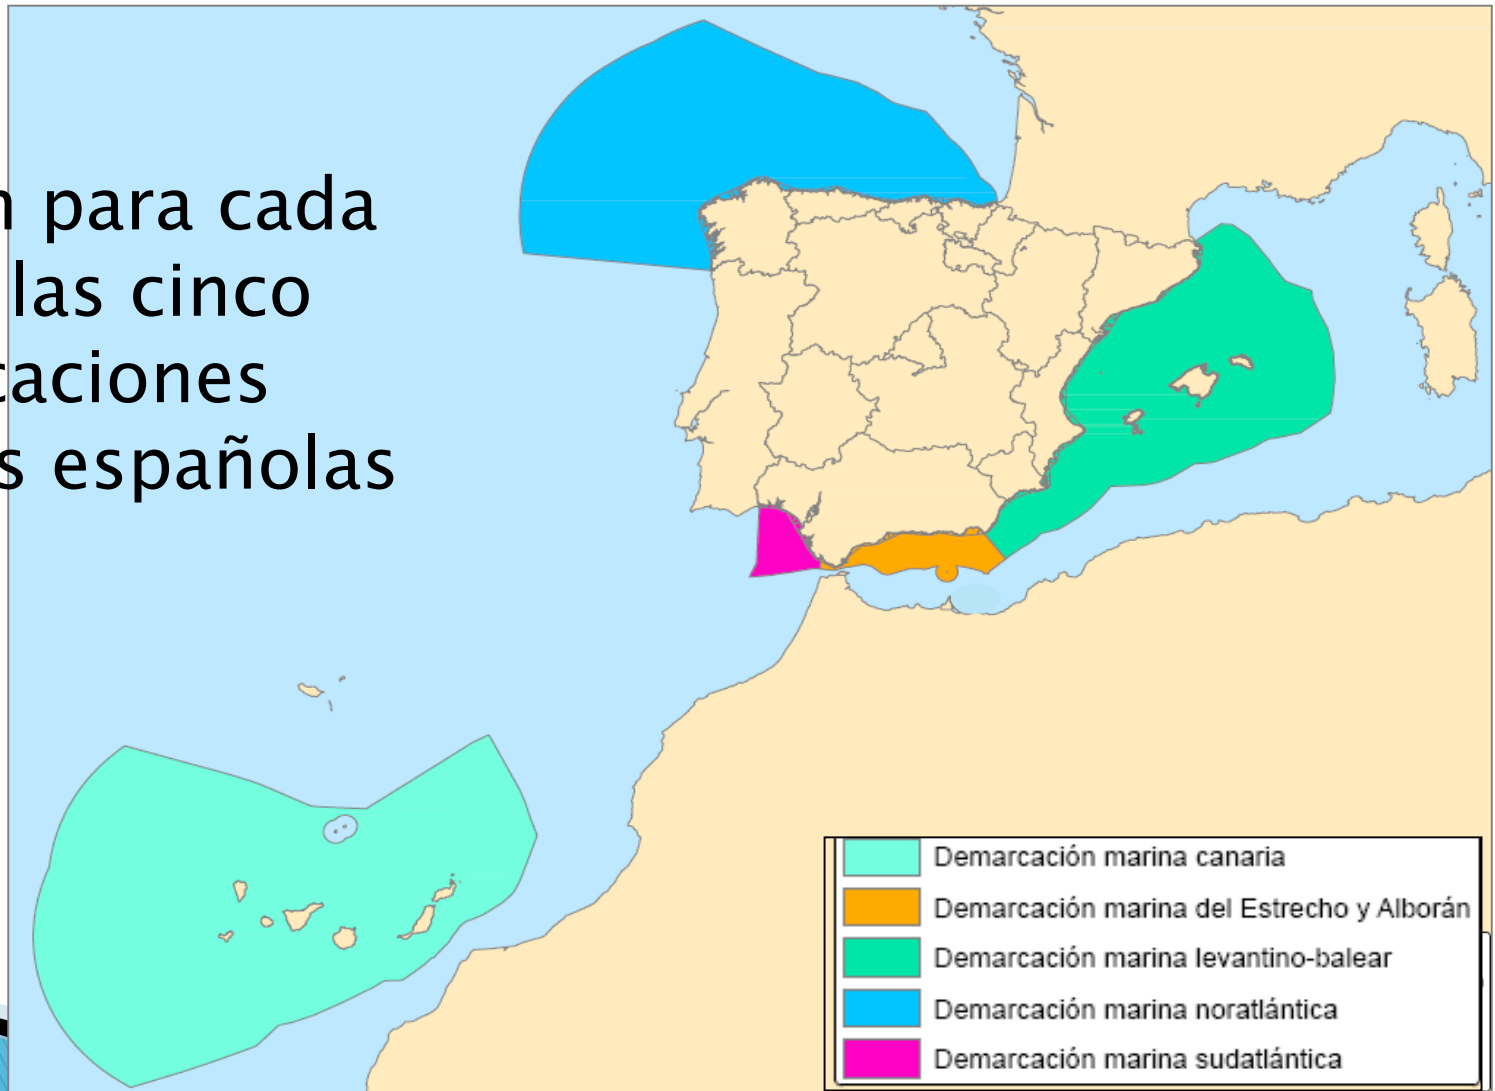 para cada
las cinco
españolas
Demarcación marina canaria
Demarcación marina del Estrecho y Alborán
Demarcación marina levantino-balear
Demarcación marina noratlántica
Demarcación marina sudatlántica